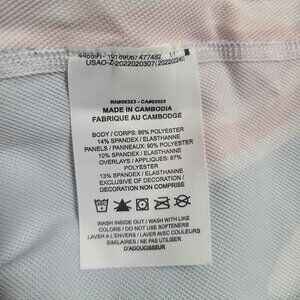 USAO-Z-2022020307(20220224)
RN#56323 - CA#05553
MADE IN CAMBODIA
FABRIQUE AU CAMBODGE
BODY / CORPS: 86% POLYESTER
14% SPANDEX / ELASTHANNE
PANELS / PANNEAUX: 90% POLYESTER
10% SPANDEX / ELASTHANNE
OVERLAYS / APPLIQUES: 87%
POLYESTER
13% SPANDEX / ELASTHANNE
EXCLUSIVE OF DECORATION /
DECORATION NON COMPRISE
WASH INSIDE OUT / WASH WITH LIKE
COLORS / DO NOT USE SOFTENERS
LAVER A L'ENVERS / LAVER AVEC COULEURS
SIMILAIRES / NE PAS UTILISER
D'ADOUCISSEUR